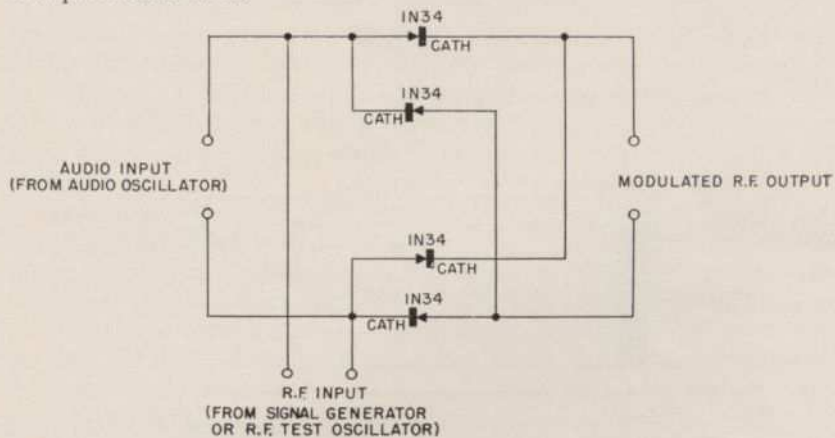 IN34
CATH
IN34
CATH
AUDIO INPUT
(FROM AUDIO OSCILLATOR)
MODULATED R.F. OUTPUT
IN34
CATH
IN34
CATH
R.F. INPUT
(FROM SIGNAL GENERATOR
OR R.F. TEST OSCILLATOR)